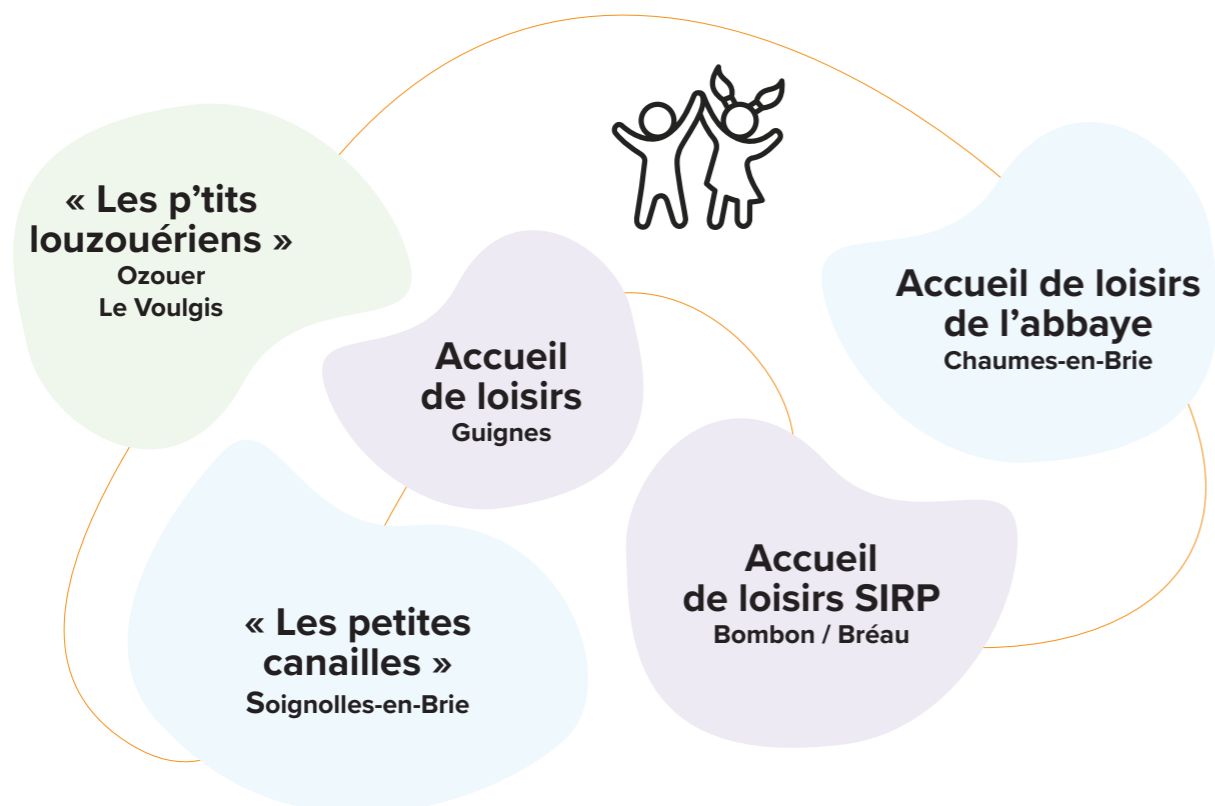 « Les p’tits
louzouériens »
Ozouer
Le Voulgis
Accueil
de loisirs
Guignes
Accueil de loisirs
de l’abbaye
Chaumes-en-Brie
« Les petites
canailles »
Soignolles-en-Brie
Accueil
de loisirs SIRP
Bombon / Bréau